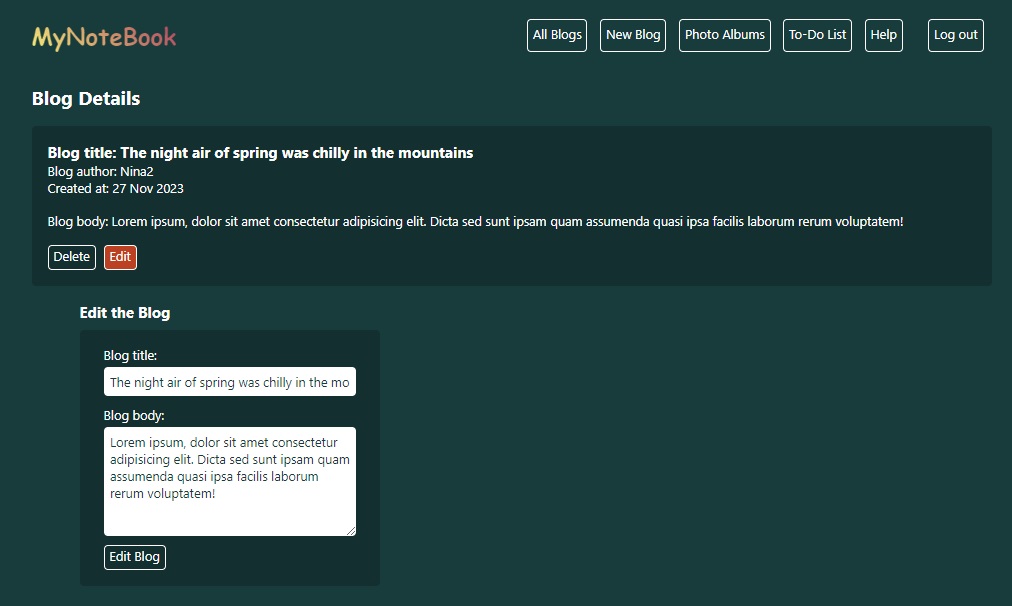 MyNoteBook
All Blogs
New Blog
Photo Albums
To-Do List
Help
Log out
Blog Details
Blog title: The night air of spring was chilly in the mountains
Blog author: Nina2
Created at: 27 Nov 2023
Blog body: Lorem ipsum, dolor sit amet consectetur adipisicing elit. Dicta sed sunt ipsam quam assumenda quasi ipsa facilis laborum rerum voluptatem!
Delete
Edit
Edit the Blog
Blog title:
The night air of spring was chilly in the mo
Blog body:
Lorem ipsum, dolor sit amet consectetur
adipisicing elit. Dicta sed sunt ipsam quam
assumenda quasi ipsa facilis laborum
rerum voluptatem!
Edit Blog